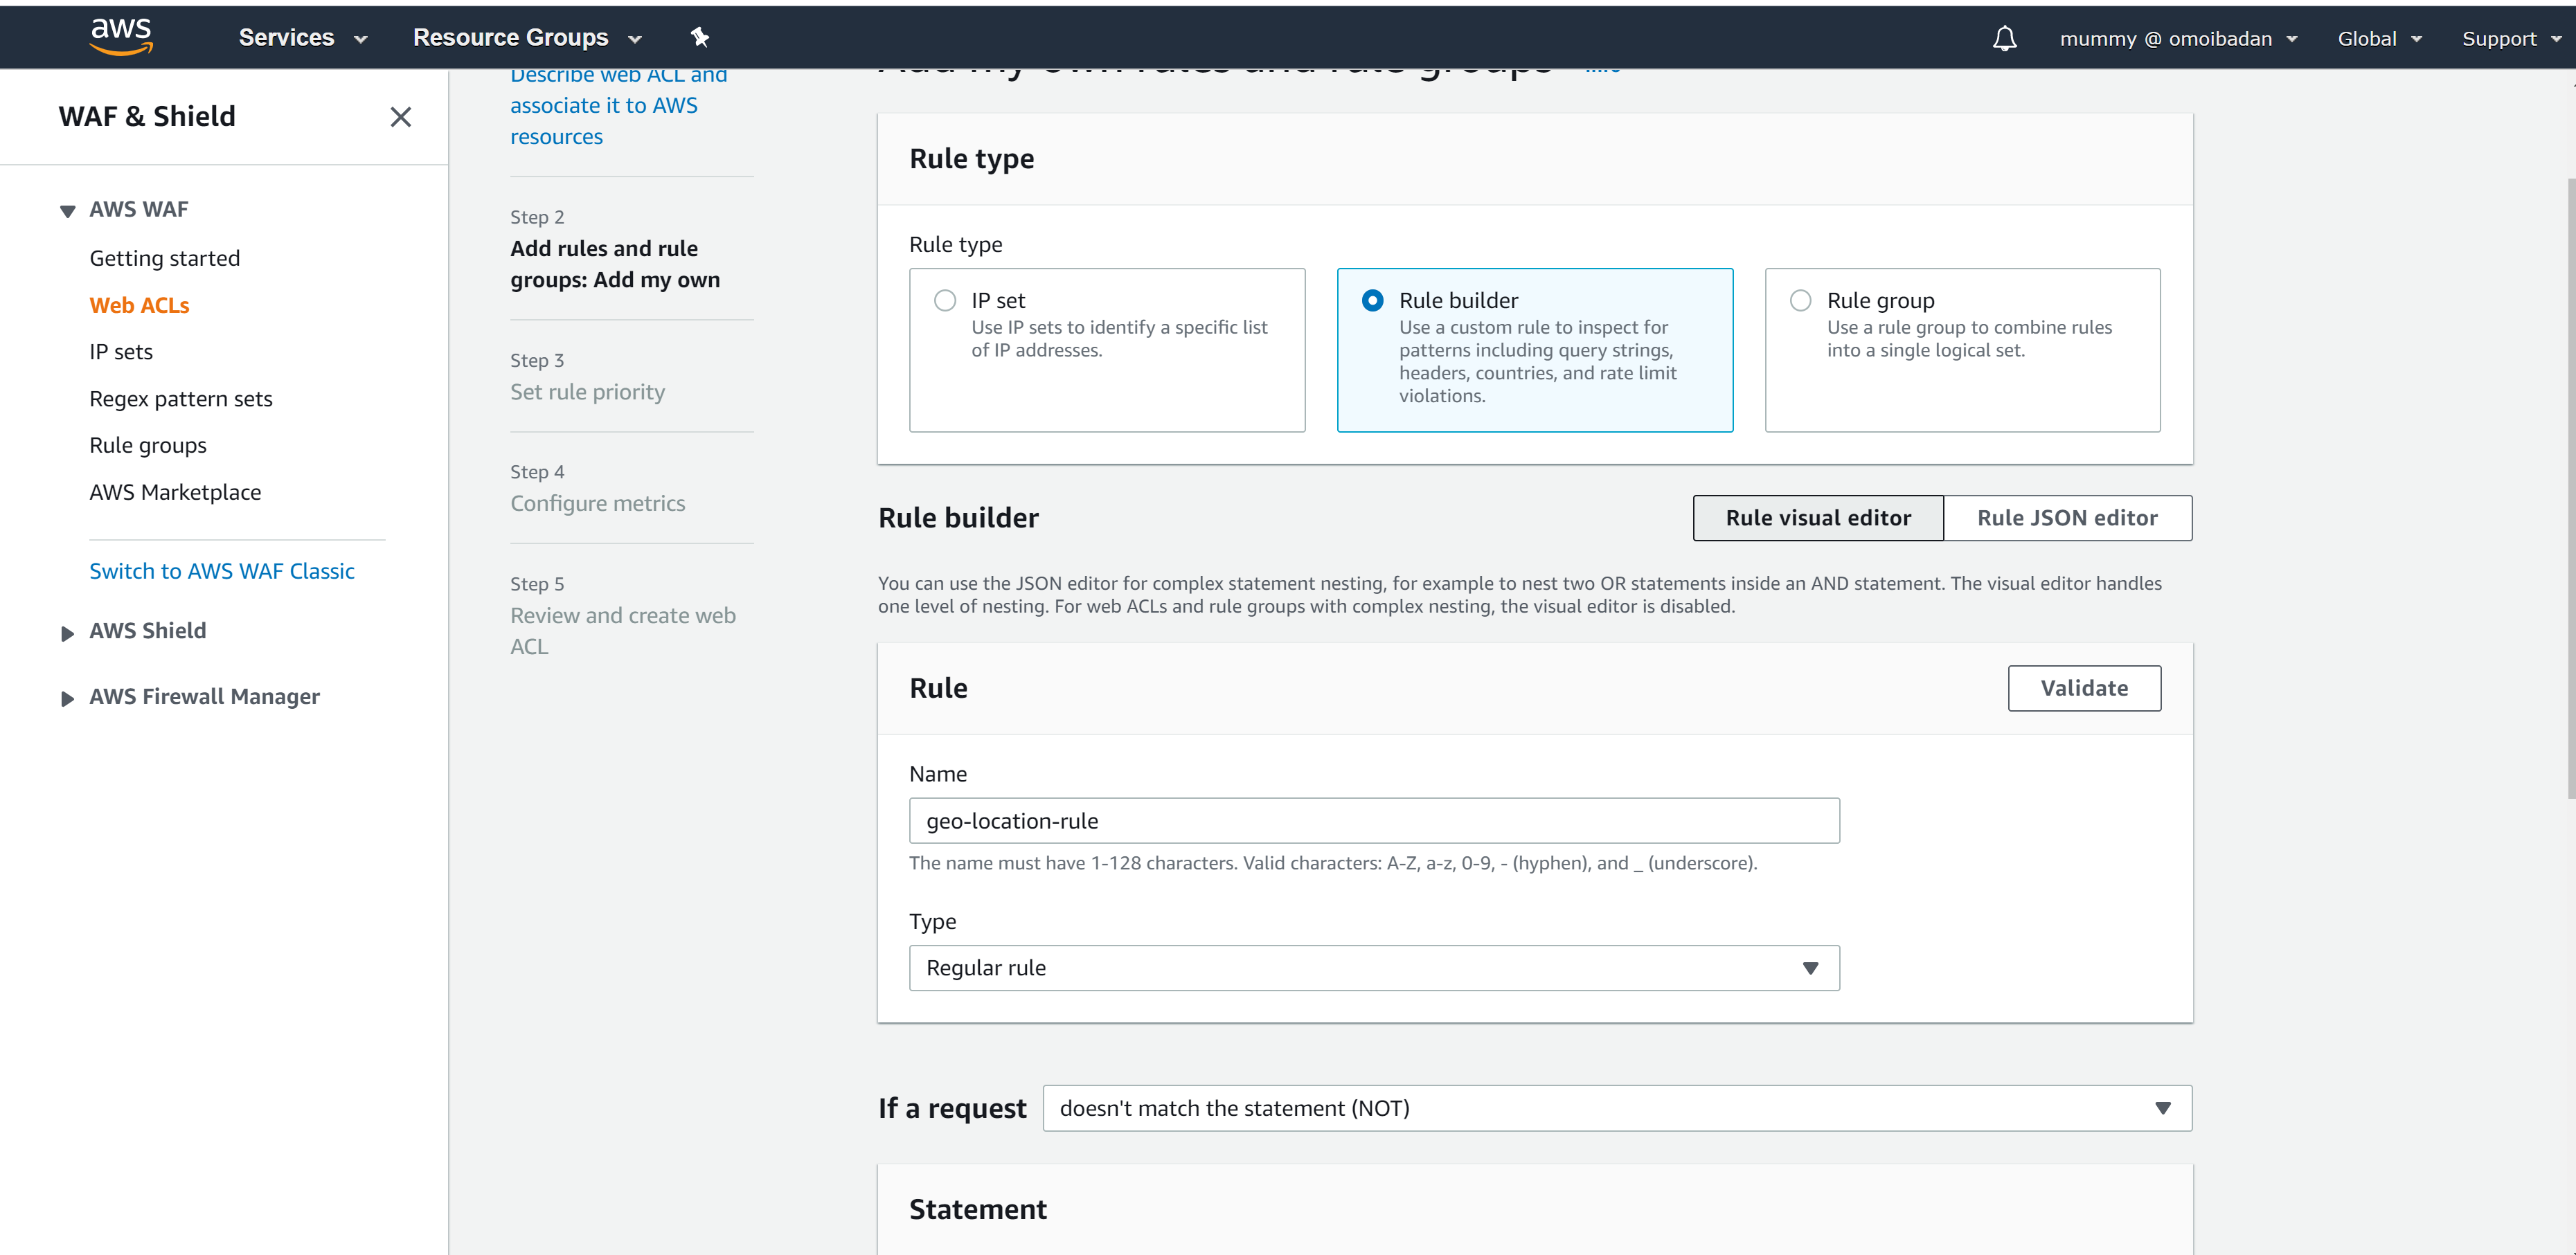 aws
Services
Resource Groups
mummy @ omoibadan
Global
Support
WAF & Shield
AWS WAF
Getting started
Web ACLs
IP sets
Regex pattern sets
Rule groups
AWS Marketplace
Switch to AWS WAF Classic
AWS Shield
AWS Firewall Manager
Describe web ACL and
associate it to AWS
resources
Step 2
Add rules and rule
groups: Add my own
Step 3
Set rule priority
Step 4
Configure metrics
Step 5
Review and create web
ACL
Add my own rules and rule groups
Rule type
Rule type
IP set
Use IP sets to identify a specific list
of IP addresses.
Rule builder
Use a custom rule to inspect for
patterns including query strings,
headers, countries, and rate limit
violations.
Rule group
Use a rule group to combine rules
into a single logical set.
Rule builder
Rule visual editor
Rule JSON editor
You can use the JSON editor for complex statement nesting, for example to nest two OR statements inside an AND statement. The visual editor handles
one level of nesting. For web ACLs and rule groups with complex nesting, the visual editor is disabled.
Rule
Validate
Name
geo-location-rule
The name must have 1-128 characters. Valid characters: A-Z, a-z, 0-9, - (hyphen), and _ (underscore).
Type
Regular rule
If a request
doesn't match the statement (NOT)
Statement